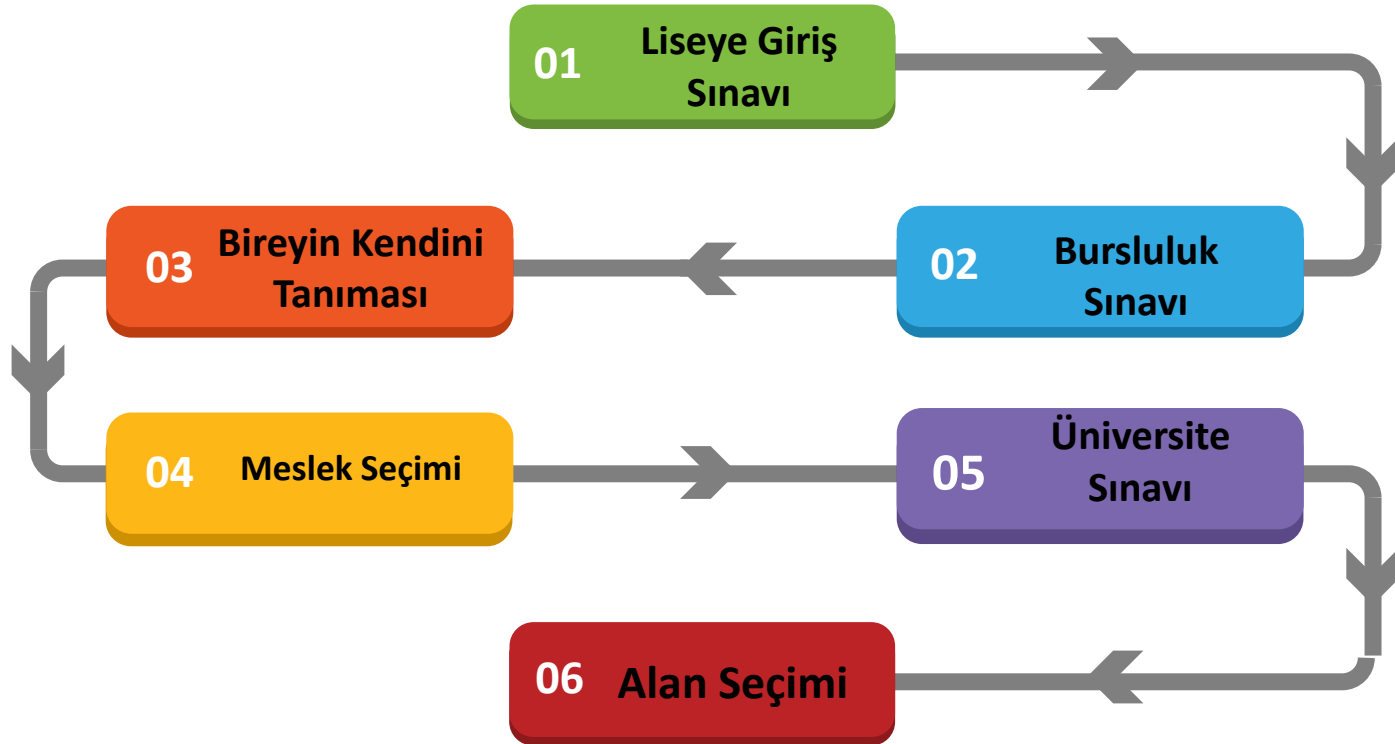 01
Liseye Giriş
Sınavı
02
Bursluluk
Sınavı
03
Bireyin Kendini
Tanıması
04
Meslek Seçimi
05
Üniversite
Sınavı
06
Alan Seçimi